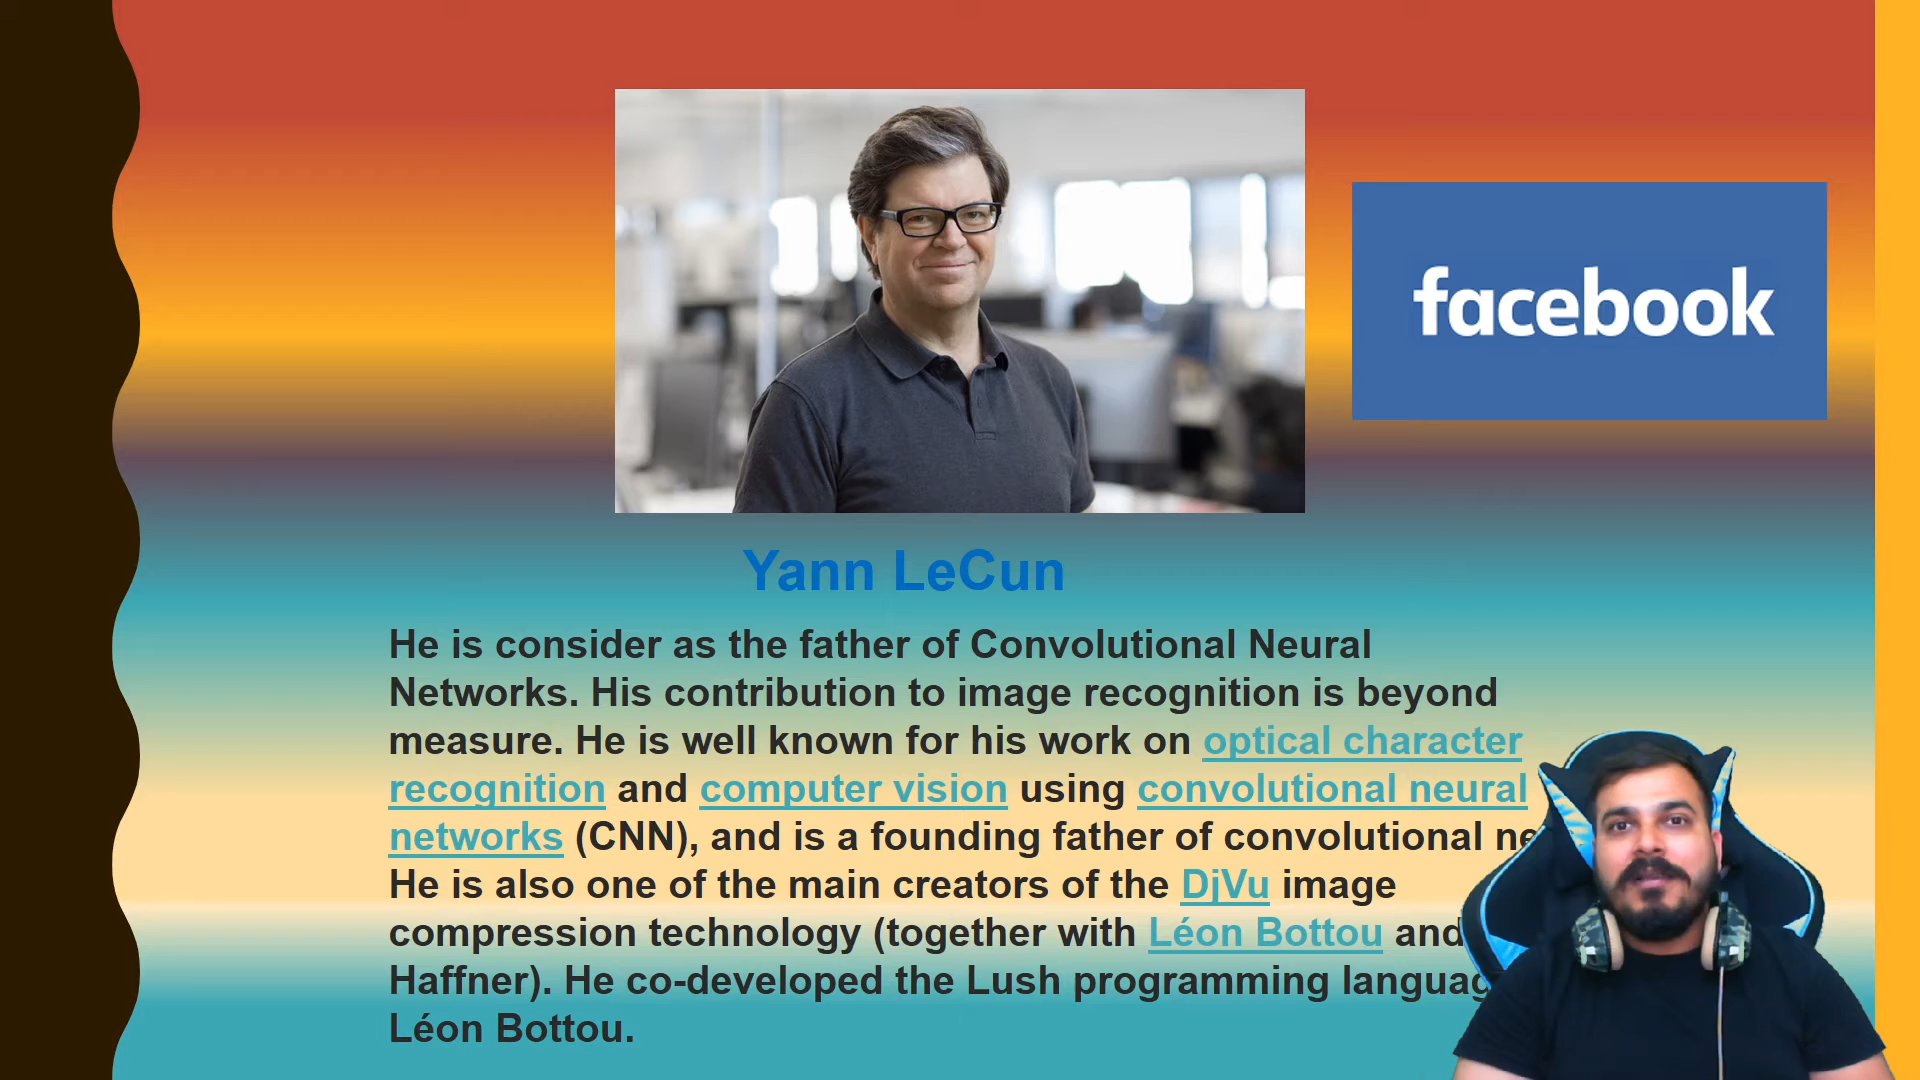 facebook
Yann LeCun
He is consider as the father of Convolutional Neural
Networks. His contribution to image recognition is beyond
measure. He is well known for his work on optical character
recognition and computer vision using convolutional neural
networks (CNN), and is a founding father of convolutional
He is also one of the main creators of the DjVu image
compression technology (together with Léon Bottou and
Haffner). He co-developed the Lush programming
Léon Bottou.